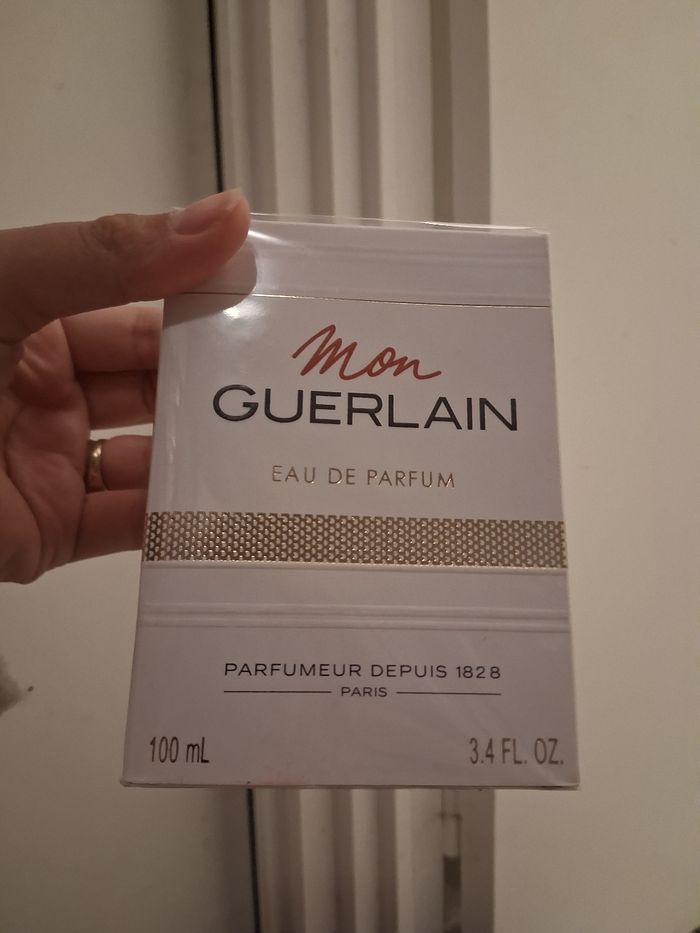 Mon
GUERLAIN
EAU DE PARFUM
PARFUMEUR DEPUIS 1828
PARIS
100 mL 3.4 FL. OZ.